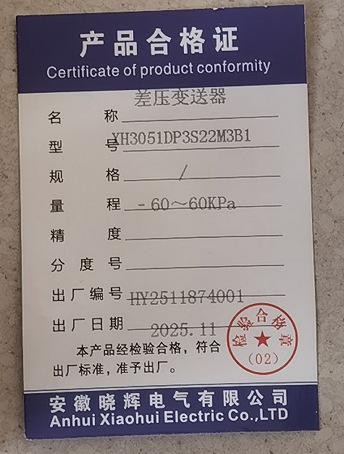 产品合格证
Certificate of product conformity
名 称 差压变送器
型 号 XH3051DP3S22M3B1
规 格 /
量 程 -60~60KPa
精 度
分 度 号
出厂编号 HY2511874001
出厂日期 2025.11
本产品经检验合格，符合
出厂标准，准予出厂。
检验合格章
（02）
安徽晓辉电气有限公司
Anhui Xiaohui Electric Co.,LTD